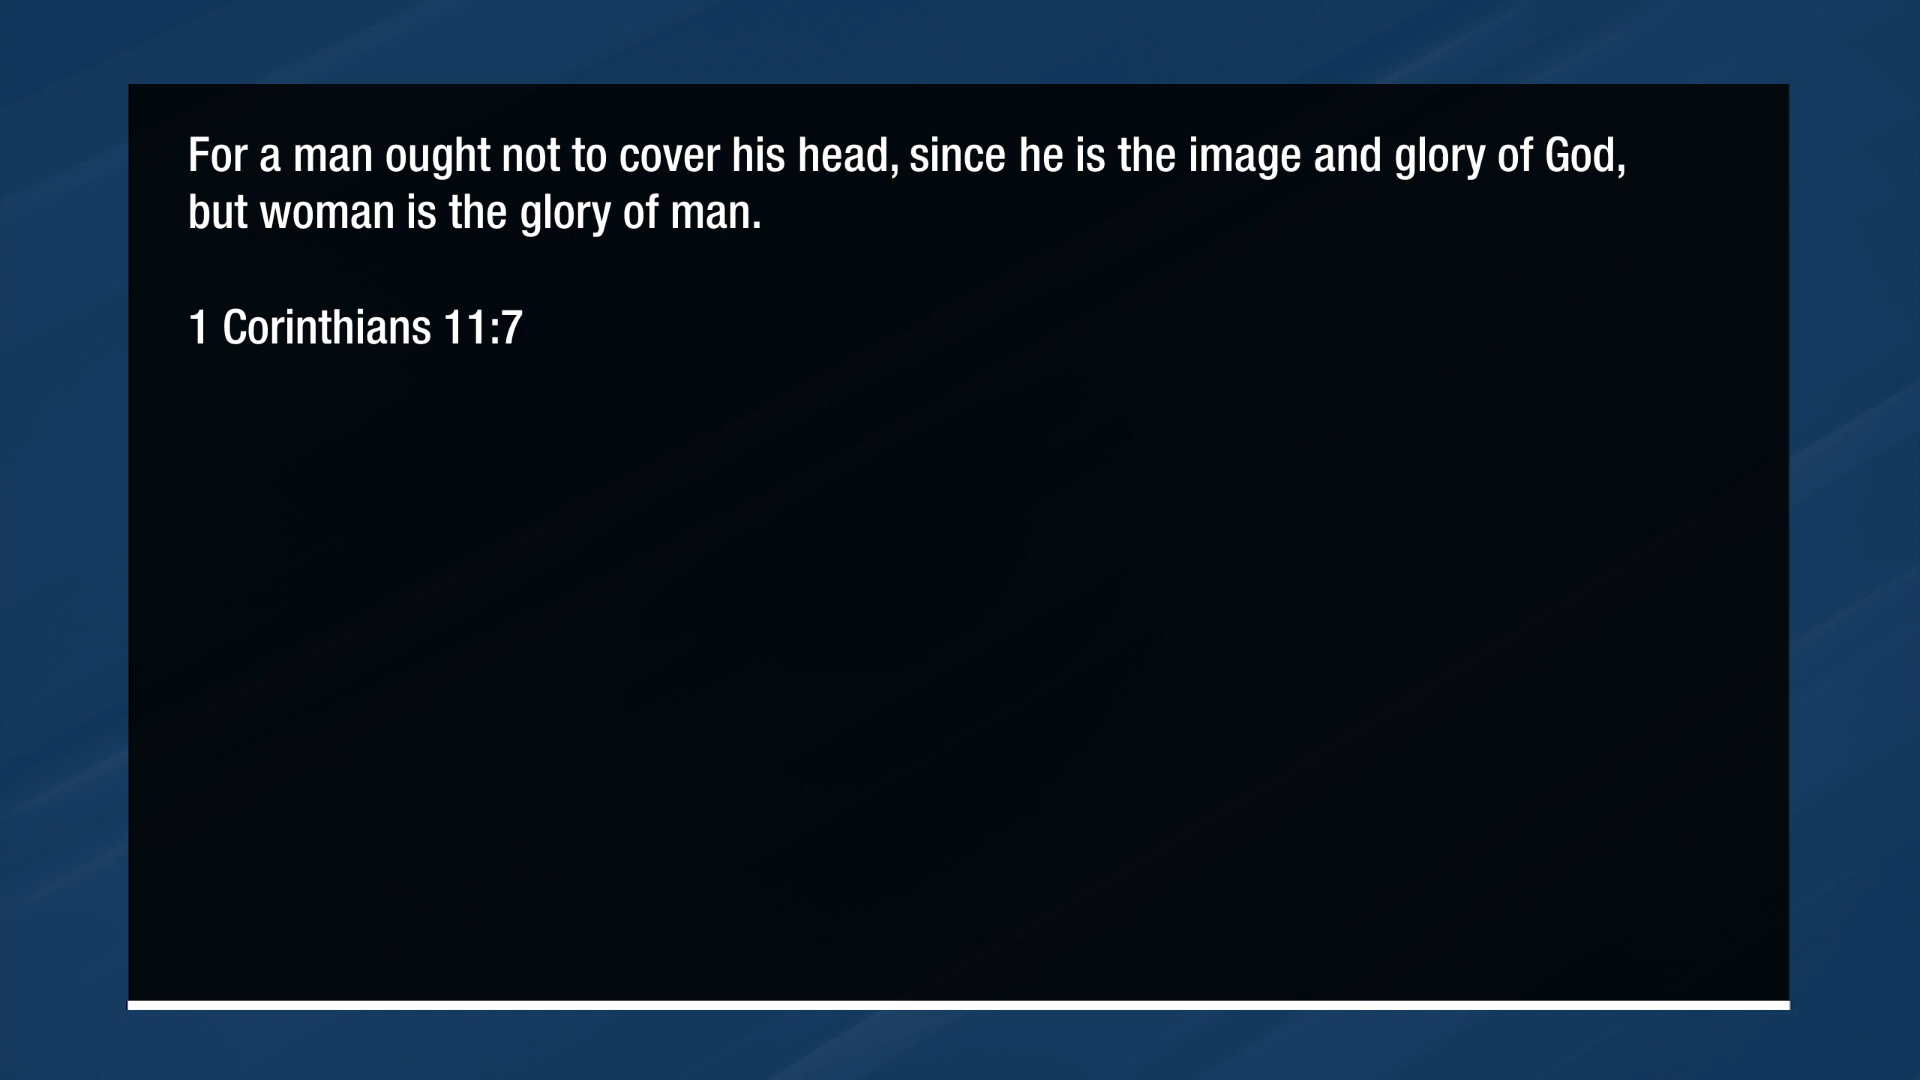 For a man ought not to cover his head, since he is the image and glory of God,
but woman is the glory of man.
1 Corinthians 11:7